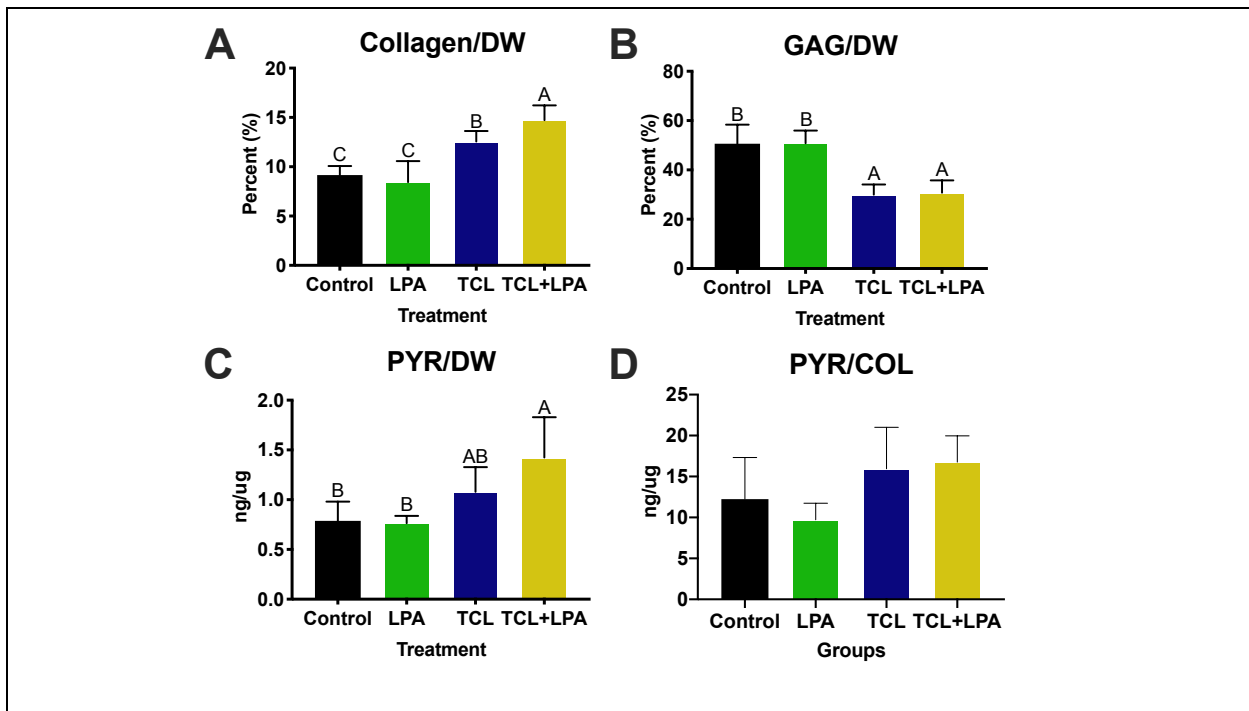 A
Collagen/DW
Percent (%)
20
15
10
5
0
C
C
B
A
Control
LPA
TCL
TCL+LPA
Treatment
B
GAG/DW
Percent (%)
80
60
40
20
0
B
B
A
A
Control
LPA
TCL
TCL+LPA
Treatment
C
PYR/DW
ng/ug
2.0
1.5
1.0
0.5
0.0
B
B
AB
A
Control
LPA
TCL
TCL+LPA
Treatment
D
PYR/COL
ng/ug
25
20
15
10
5
0
Control
LPA
TCL
TCL+LPA
Groups